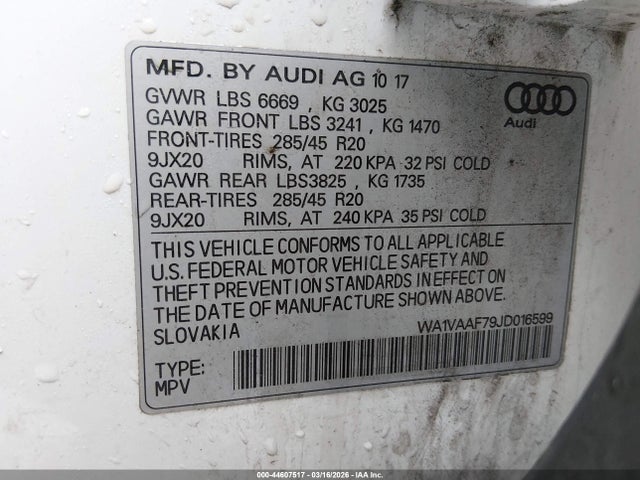 MFD. BY AUDI AG 10 17
GVWR LBS 6669 , KG 3025
GAWR FRONT LBS 3241 , KG 1470
FRONT-TIRES 285/45 R20
9JX20 RIMS, AT 220 KPA 32 PSI COLD
GAWR REAR LBS3825 , KG 1735
REAR-TIRES 285/45 R20
9JX20 RIMS, AT 240 KPA 35 PSI COLD
Audi
THIS VEHICLE CONFORMS TO ALL APPLICABLE
U.S. FEDERAL MOTOR VEHICLE SAFETY AND
THEFT PREVENTION STANDARDS IN EFFECT ON
THE DATE OF MANUFACTURE SHOWN ABOVE.
SLOVAKIA
WA1VAAF79JD016599
TYPE:
MPV
000-44607517 - 03/16/2026 - IAAI.COM